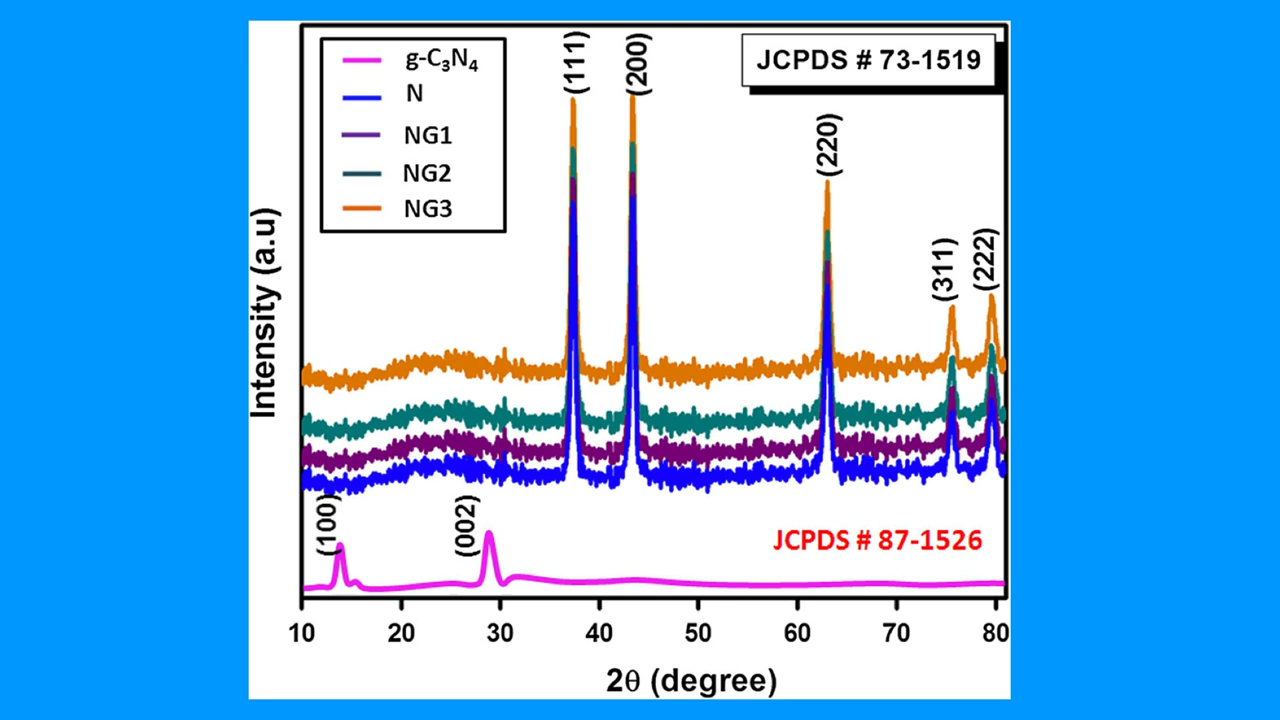 g-C₃N₄
N
NG1
NG2
NG3
JCPDS # 73-1519
(111)
(200)
(220)
(311)
(222)
Intensity (a.u)
(100)
(002)
JCPDS # 87-1526
10 20 30 40 50 60 70 80
2θ (degree)